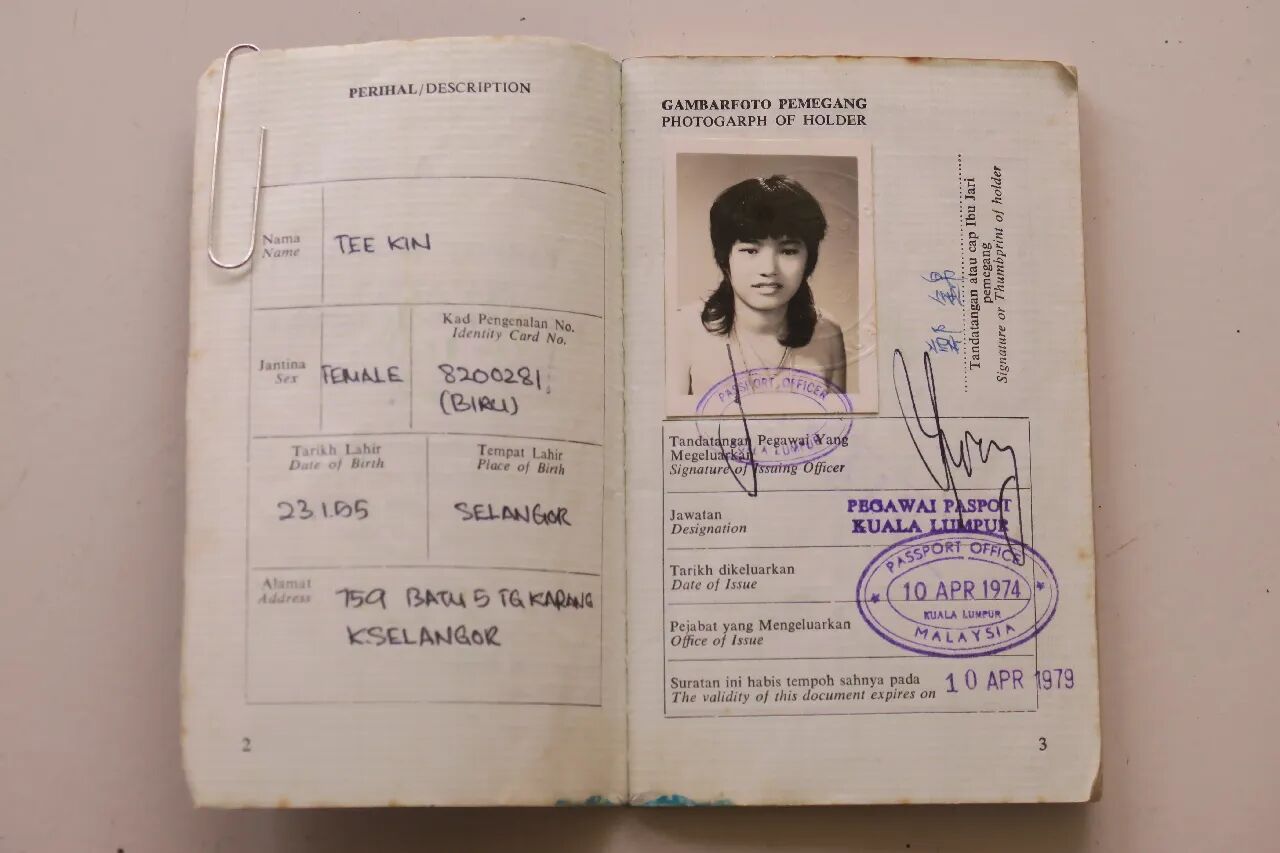 PERIHAL/DESCRIPTION
Nama
Name
TEE KIN
Jantina
Sex
FEMALE
Kad Pengenalan No.
Identity Card No.
8200281
(BIRU)
Tarikh Lahir
Date of Birth
23.1.55
Tempat Lahir
Place of Birth
SELANGOR
Alamat
Address
759 BATU 5 TG KARANG
K.SELANGOR
2
GAMBARFOTO PEMEGANG
PHOTOGARPH OF HOLDER
PASSPORT OFFICER
KUALA LUMPUR
Tandatangan atau cap Ibu Jari
pemegang
Signature or Thumbprint of holder
Tandatangan Pegawai Yang
Megeluarkan
Signature of Issuing Officer
Jawatan
Designation
PEGAWAI PASPOT
KUALA LUMPUR
Tarikh dikeluarkan
Date of Issue
PASSPORT OFFICE
10 APR 1974
KUALA LUMPUR
MALAYSIA
Pejabat yang Mengeluarkan
Office of Issue
Suratan ini habis tempoh sahnya pada
The validity of this document expires on
10 APR 1979
3